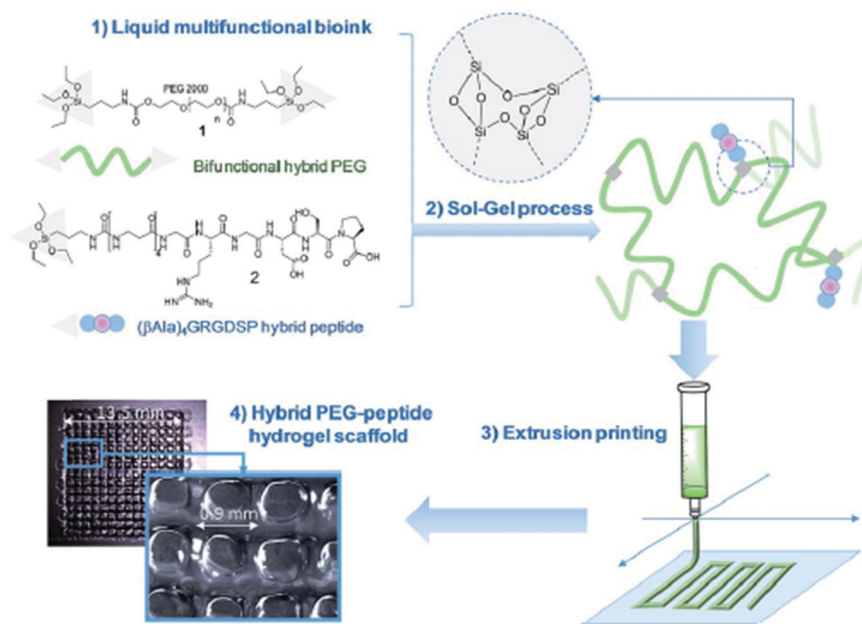 1) Liquid multifunctional bioink
PEG 2000
1
n
Bifunctional hybrid PEG
2
4
(βAla)₄GRGDSP hybrid peptide
2) Sol-Gel process
3) Extrusion printing
4) Hybrid PEG-peptide
hydrogel scaffold
13.5 mm
0.9 mm